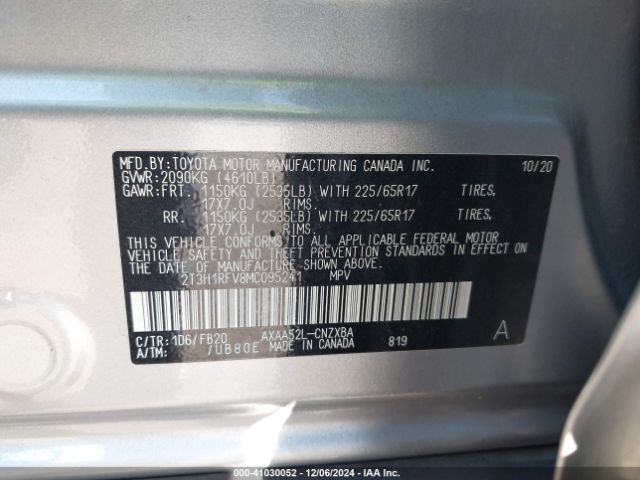 MFD.BY:TOYOTA MOTOR MANUFACTURING CANADA INC. 10/20
GVWR:2090KG (4610LB)
GAWR:FRT. 1150KG (2535LB) WITH 225/65R17 TIRES,
17X7.0J RIMS.
RR. 1150KG (2535LB) WITH 225/65R17 TIRES,
17X7.0J RIMS.
THIS VEHICLE CONFORMS TO ALL APPLICABLE FEDERAL MOTOR
VEHICLE SAFETY AND THEFT PREVENTION STANDARDS IN EFFECT
ON THE DATE OF MANUFACTURE SHOWN ABOVE.
MPV
C/TR:1D6/FB20 AXAA52L-CNZXBA A
A/TM: /UB80E MADE IN CANADA 819
000-41030052 - 12/06/2024 - IAA Inc.